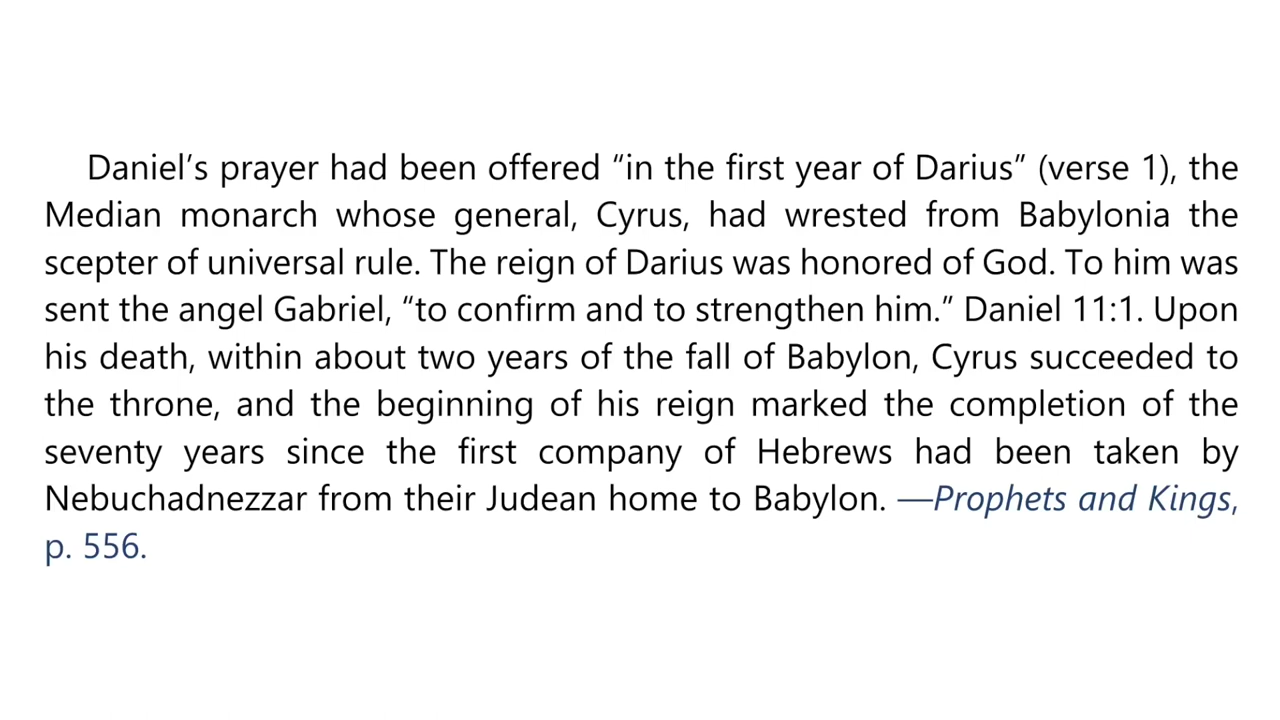 Daniel’s prayer had been offered “in the first year of Darius” (verse 1), the
Median monarch whose general, Cyrus, had wrested from Babylonia the
scepter of universal rule. The reign of Darius was honored of God. To him was
sent the angel Gabriel, “to confirm and to strengthen him.” Daniel 11:1. Upon
his death, within about two years of the fall of Babylon, Cyrus succeeded to
the throne, and the beginning of his reign marked the completion of the
seventy years since the first company of Hebrews had been taken by
Nebuchadnezzar from their Judean home to Babylon. —Prophets and Kings,
p. 556.